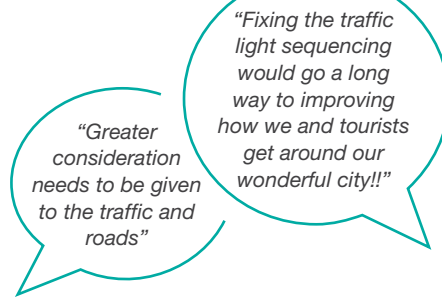 “Fixing the traffic
light sequencing
would go a long
way to improving
how we and tourists
get around our
wonderful city!!”
“Greater
consideration
needs to be given
to the traffic and
roads”